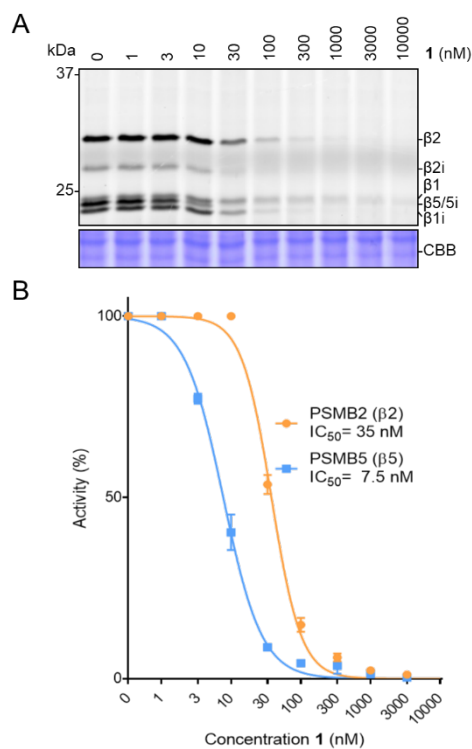 A
kDa
0 1 3 10 30 100 300 1000 3000 10000 1 (nM)
37
β2
β2i
25
β1
β5/5i
β1i
CBB
B
100
PSMB2 (β2)
IC50= 35 nM
PSMB5 (β5)
IC50= 7.5 nM
50
Activity (%)
0
0 1 3 10 30 100 300 1000 3000 10000
Concentration 1 (nM)